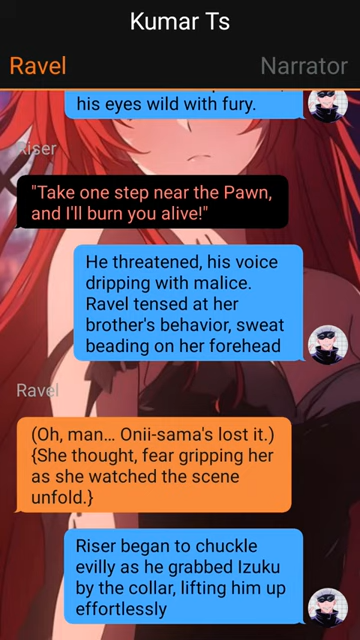 Kumar Ts
Ravel
Narrator
his eyes wild with fury.
Riser
"Take one step near the Pawn,
and I'll burn you alive!"
He threatened, his voice
dripping with malice.
Ravel tensed at her
brother's behavior, sweat
beading on her forehead
Ravel
(Oh, man... Onii-sama's lost it.)
{She thought, fear gripping her
as she watched the scene
unfold.}
Riser began to chuckle
evilly as he grabbed Izuku
by the collar, lifting him up
effortlessly